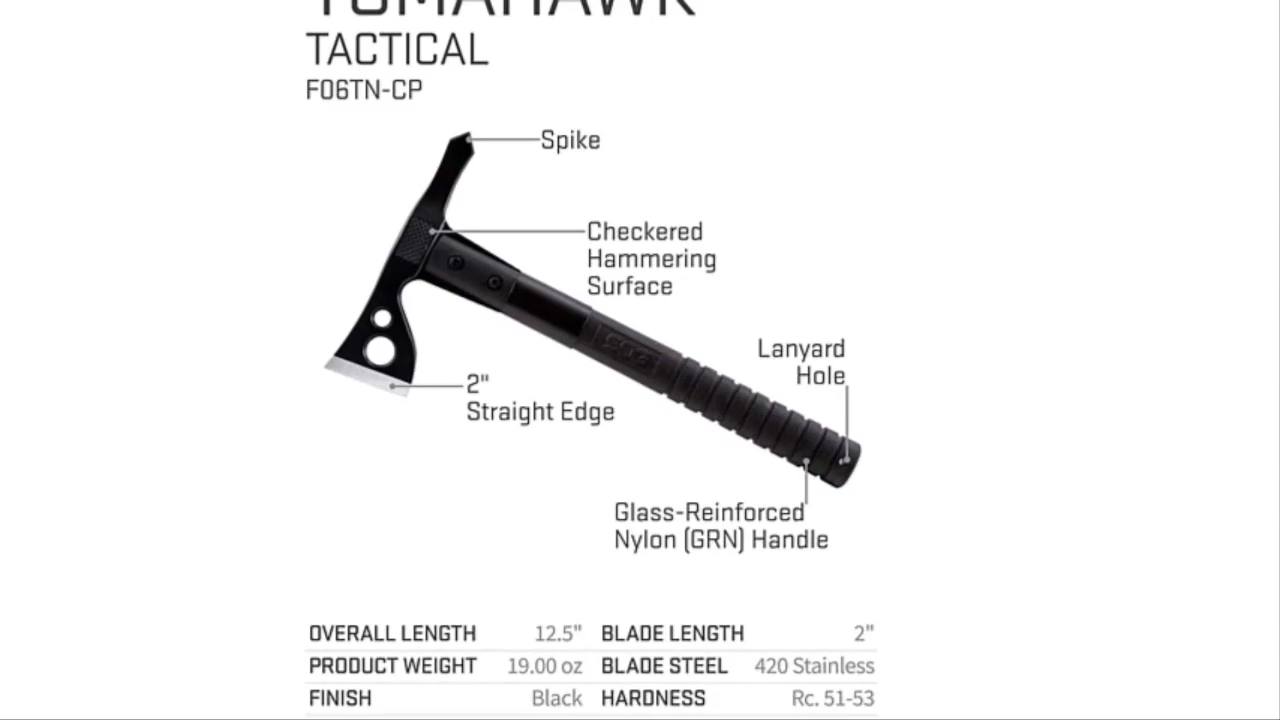 TOMAHAWK
TACTICAL
F06TN-CP
Spike
Checkered
Hammering
Surface
Lanyard
Hole
2"
Straight Edge
Glass-Reinforced
Nylon (GRN) Handle
OVERALL LENGTH 12.5" BLADE LENGTH 2"
PRODUCT WEIGHT 19.00 oz BLADE STEEL 420 Stainless
FINISH Black HARDNESS Rc. 51-53